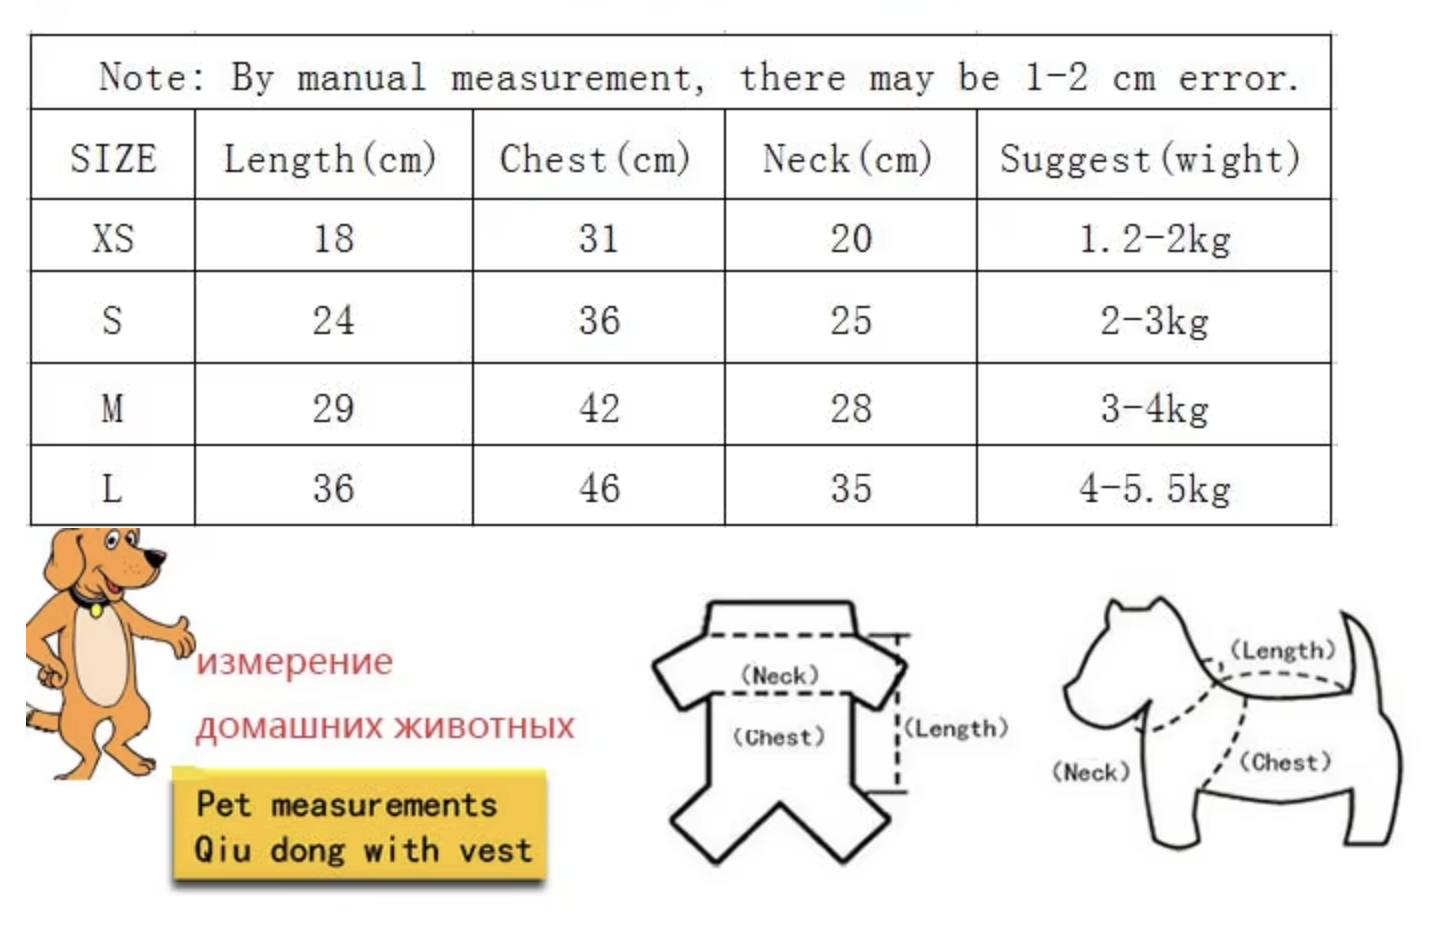 Note: By manual measurement, there may be 1-2 cm error.
SIZE Length(cm) Chest(cm) Neck(cm) Suggest(wight)
XS 18 31 20 1.2-2kg
S 24 36 25 2-3kg
M 29 42 28 3-4kg
L 36 46 35 4-5.5kg
измерение
домашних животных
Pet measurements
Qiu dong with vest
(Neck)
(Chest)
(Length)
(Length)
(Neck)
(Chest)